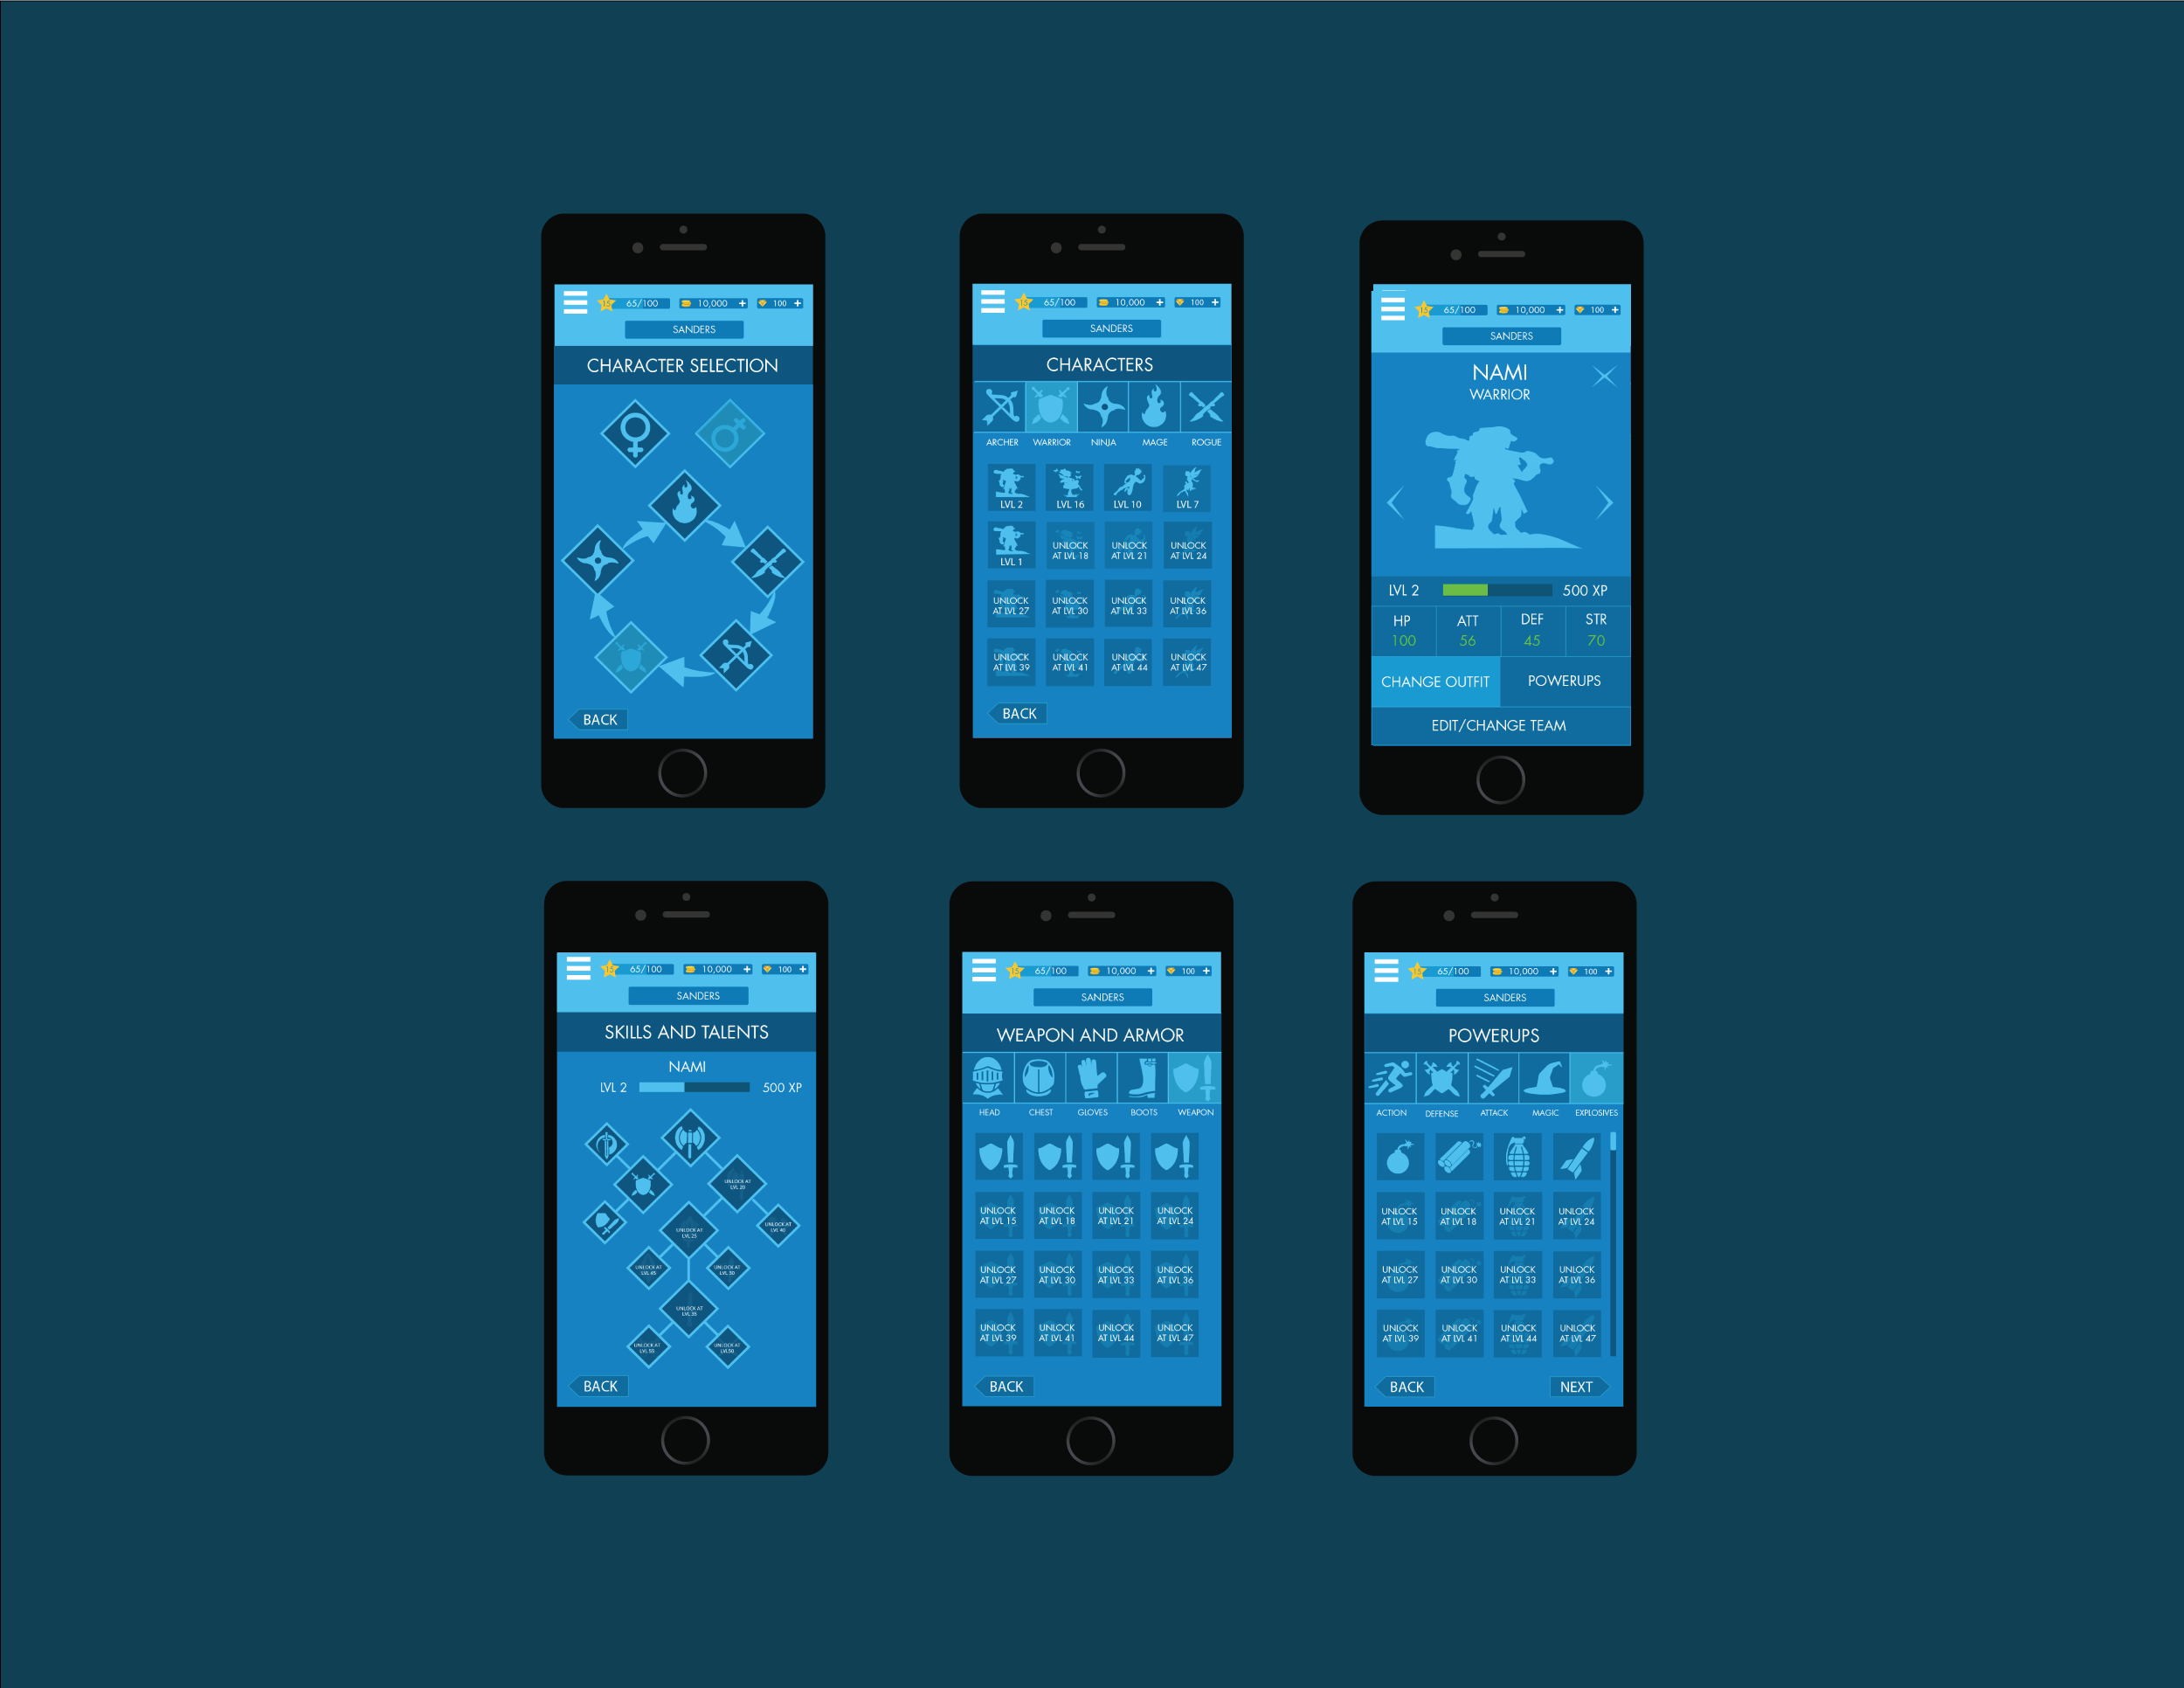 65/100 10,000 + 100 +
SANDERS
CHARACTER SELECTION
BACK
65/100 10,000 + 100 +
SANDERS
CHARACTERS
ARCHER WARRIOR NINJA MAGE ROGUE
LVL 2 LVL 16 LVL 10 LVL 7
LVL 1
UNLOCK AT LVL 18
UNLOCK AT LVL 21
UNLOCK AT LVL 24
UNLOCK AT LVL 27
UNLOCK AT LVL 30
UNLOCK AT LVL 33
UNLOCK AT LVL 36
UNLOCK AT LVL 39
UNLOCK AT LVL 41
UNLOCK AT LVL 44
UNLOCK AT LVL 47
BACK
65/100 10,000 + 100 +
SANDERS
NAMI
WARRIOR
LVL 2 500 XP
HP ATT DEF STR
100 56 45 70
CHANGE OUTFIT POWERUPS
EDIT/CHANGE TEAM
65/100 10,000 + 100 +
SANDERS
SKILLS AND TALENTS
NAMI
LVL 2 500 XP
UNLOCK AT
LVL 20
UNLOCK AT
LVL 25
UNLOCK AT
LVL 40
UNLOCK AT
LVL 45
UNLOCK AT
LVL 30
UNLOCK AT
LVL 35
UNLOCK AT
LVL 55
UNLOCK AT
LVL50
BACK
65/100 10,000 + 100 +
SANDERS
WEAPON AND ARMOR
HEAD CHEST GLOVES BOOTS WEAPON
UNLOCK AT LVL 15
UNLOCK AT LVL 18
UNLOCK AT LVL 21
UNLOCK AT LVL 24
UNLOCK AT LVL 27
UNLOCK AT LVL 30
UNLOCK AT LVL 33
UNLOCK AT LVL 36
UNLOCK AT LVL 39
UNLOCK AT LVL 41
UNLOCK AT LVL 44
UNLOCK AT LVL 47
BACK
65/100 10,000 + 100 +
SANDERS
POWERUPS
ACTION DEFENSE ATTACK MAGIC EXPLOSIVES
UNLOCK AT LVL 15
UNLOCK AT LVL 18
UNLOCK AT LVL 21
UNLOCK AT LVL 24
UNLOCK AT LVL 27
UNLOCK AT LVL 30
UNLOCK AT LVL 33
UNLOCK AT LVL 36
UNLOCK AT LVL 39
UNLOCK AT LVL 41
UNLOCK AT LVL 44
UNLOCK AT LVL 47
BACK NEXT